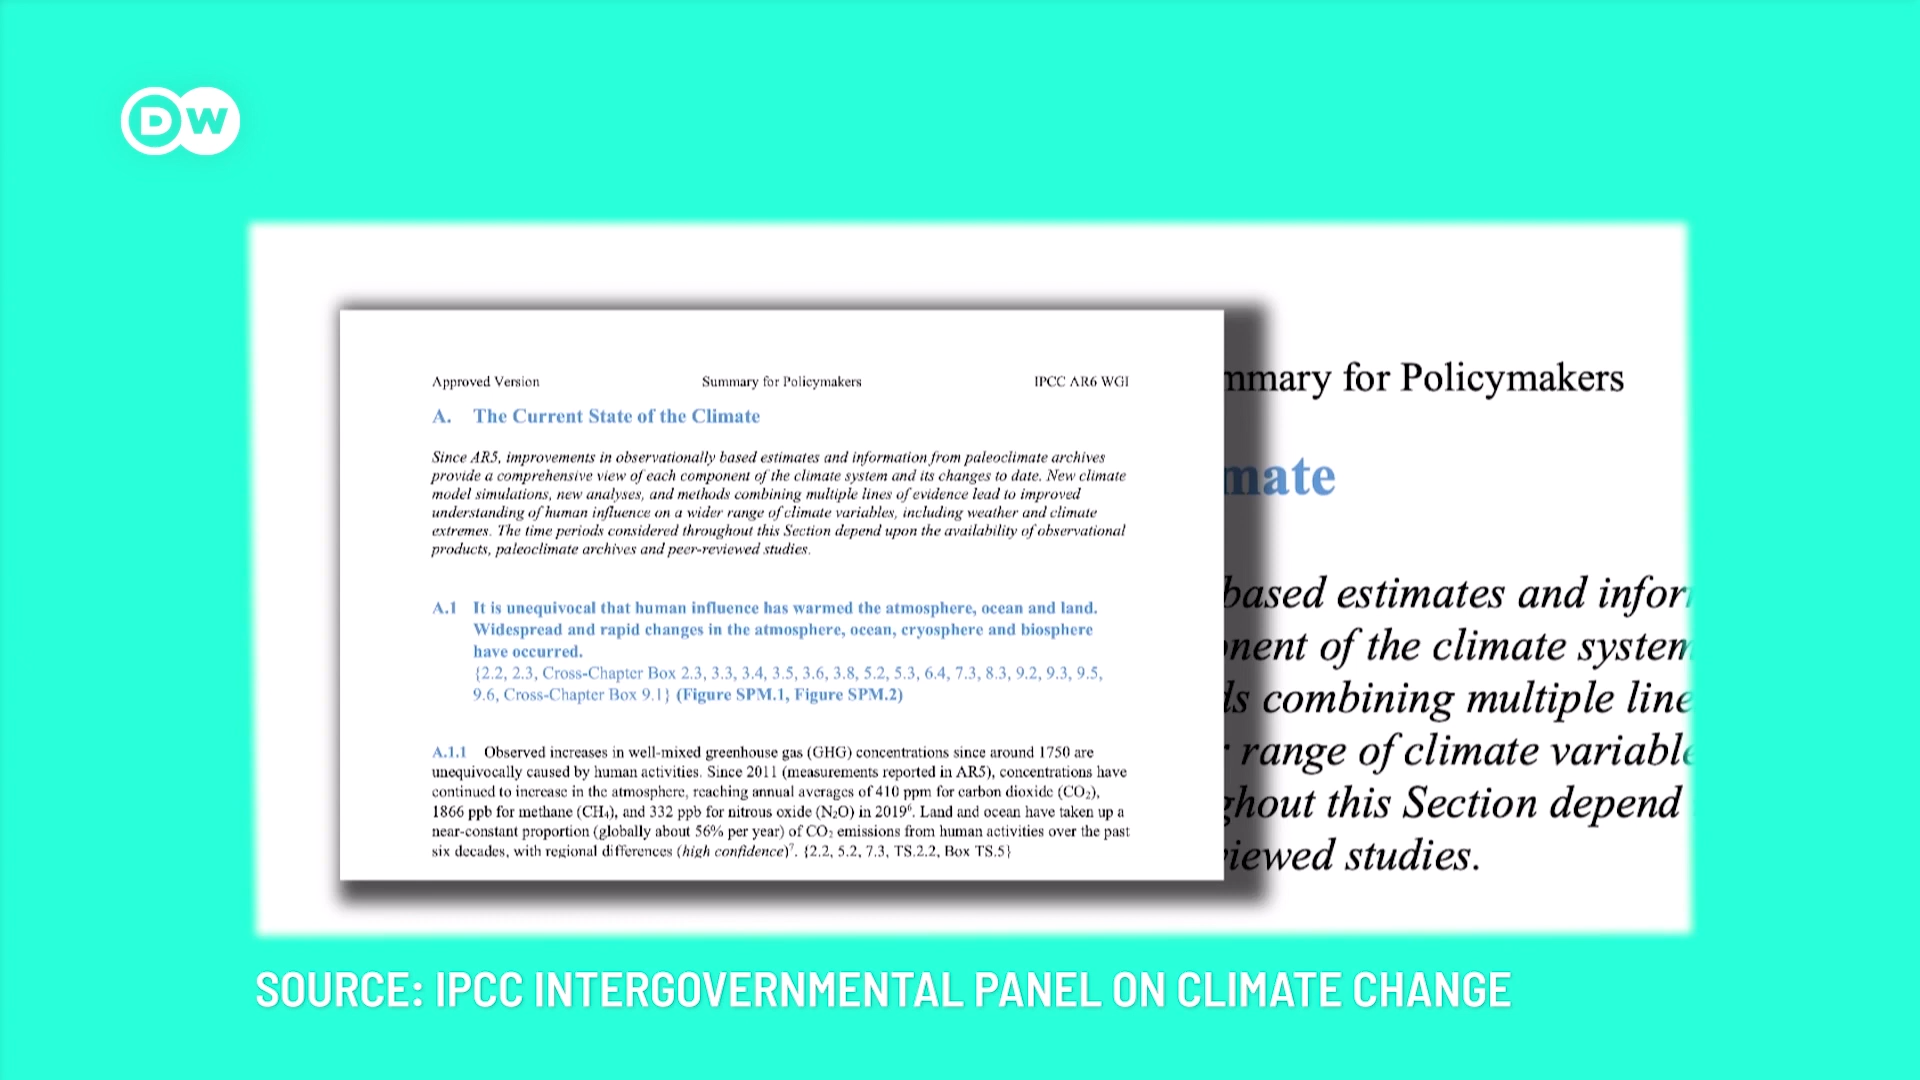 DW
Approved Version Summary for Policymakers IPCC AR6 WGI
A. The Current State of the Climate
Since AR5, improvements in observationally based estimates and information from paleoclimate archives
provide a comprehensive view of each component of the climate system and its changes to date. New climate
model simulations, new analyses, and methods combining multiple lines of evidence lead to improved
understanding of human influence on a wider range of climate variables, including weather and climate
extremes. The time periods considered throughout this Section depend upon the availability of observational
products, paleoclimate archives and peer-reviewed studies.
A.1 It is unequivocal that human influence has warmed the atmosphere, ocean and land.
Widespread and rapid changes in the atmosphere, ocean, cryosphere and biosphere
have occurred.
{2.2, 2.3, Cross-Chapter Box 2.3, 3.3, 3.4, 3.5, 3.6, 3.8, 5.2, 5.3, 6.4, 7.3, 8.3, 9.2, 9.3, 9.5,
9.6, Cross-Chapter Box 9.1} (Figure SPM.1, Figure SPM.2)
A.1.1 Observed increases in well-mixed greenhouse gas (GHG) concentrations since around 1750 are
unequivocally caused by human activities. Since 2011 (measurements reported in AR5), concentrations have
continued to increase in the atmosphere, reaching annual averages of 410 ppm for carbon dioxide (CO₂),
1866 ppb for methane (CH₄), and 332 ppb for nitrous oxide (N₂O) in 2019⁶. Land and ocean have taken up a
near-constant proportion (globally about 56% per year) of CO₂ emissions from human activities over the past
six decades, with regional differences (high confidence)⁷. {2.2, 5.2, 7.3, TS.2.2, Box TS.5}
mmary for Policymakers
mate
based estimates and infor
nent of the climate system
ds combining multiple line
range of climate variable
ghout this Section depend
viewed studies.
SOURCE: IPCC INTERGOVERNMENTAL PANEL ON CLIMATE CHANGE